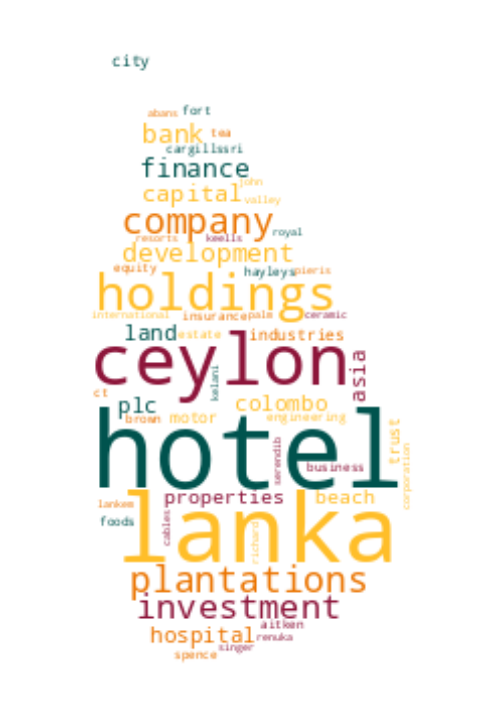 city
abans fort
bank tea
cargillssri
finance
john
capital valley
company royal
resorts keells
development
equity hayleys pieris
holdings
international insurance palm ceramic
land estate industries
ceylon asia
kelani
ct plc colombo
brown motor engineering
hotel trust
serendib business corporation
properties beach
lankem
foods cables lanka richard
plantations
investment
aitken
hospital renuka
singer
spence